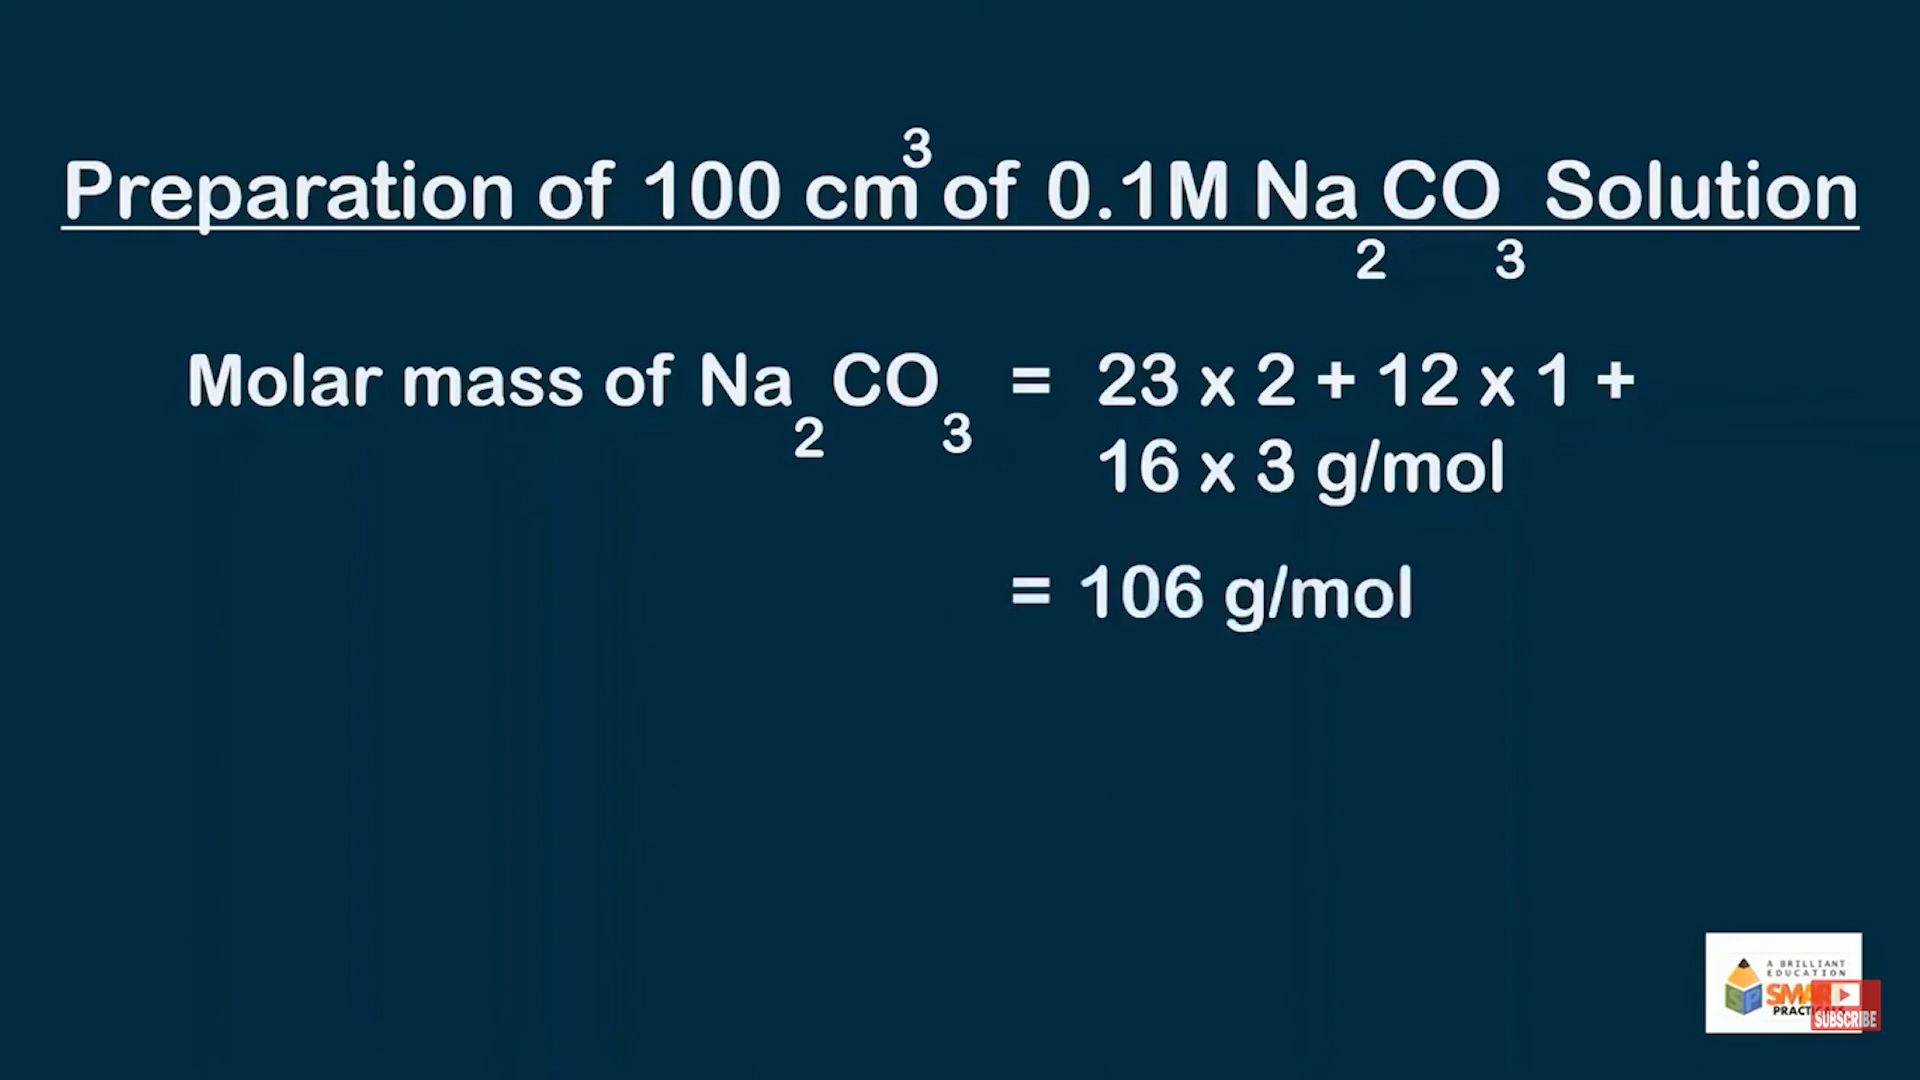 Preparation of 100 cm³ of 0.1M Na₂CO₃ Solution
Molar mass of Na₂CO₃ = 23 x 2 + 12 x 1 +
16 x 3 g/mol
= 106 g/mol
A BRILLIANT
EDUCATION
SP
SUBSCRIBE